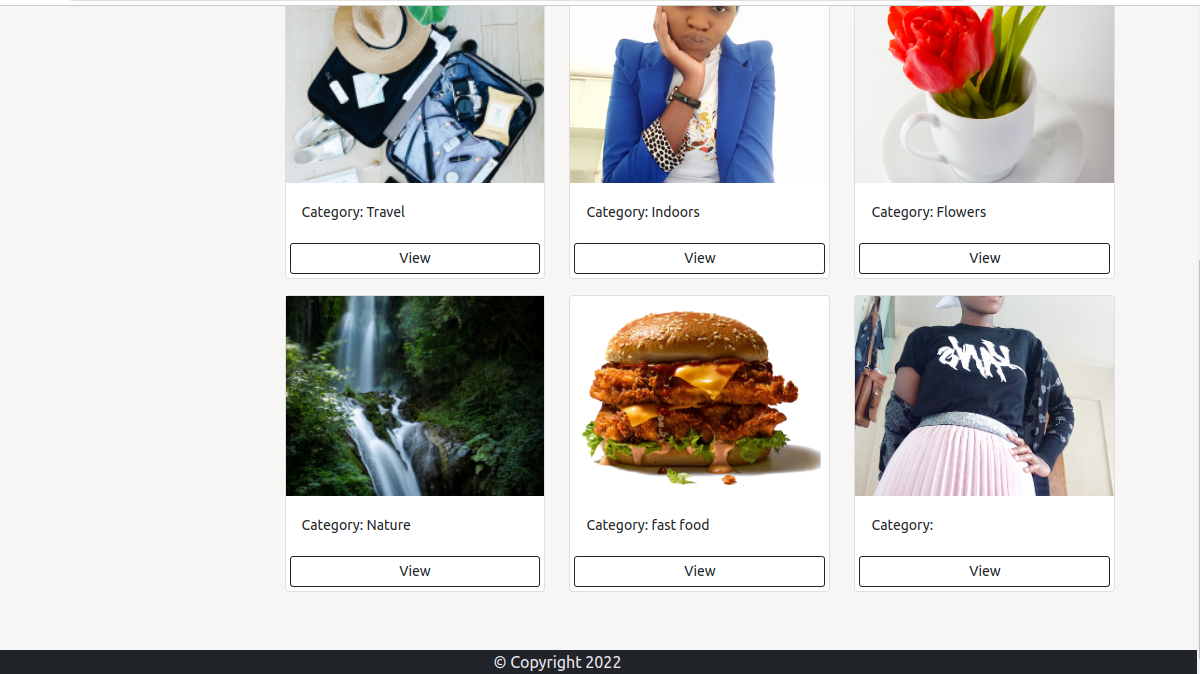 Category: Travel
Category: Indoors
Category: Flowers
View
View
View
Category: Nature
Category: fast food
Category:
View
View
View
© Copyright 2022